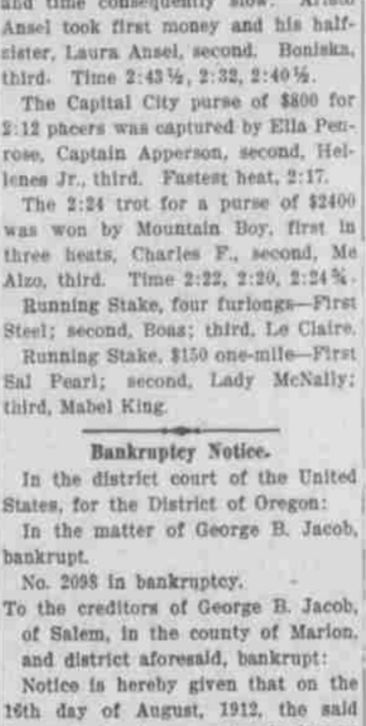 and time consequently slow.
Ansel took first money and his half-
sister, Laura Ansel, second. Boniska,
third. Time 2:43½, 2:32, 2:40½.
The Capital City purse of $800 for
2:12 pacers was captured by Ella Pen-
rose, Captain Apperson, second, Hel-
lenes Jr., third. Fastest heat, 2:17.
The 2:24 trot for a purse of $2400
was won by Mountain Boy, first in
three heats, Charles F., second, Me
Alzo, third. Time 2:22, 2:20, 2:24¾.
Running Stake, four furlongs—First
Steel; second, Boas; third, Le Claire.
Running Stake, $150 one-mile—First
Sal Pearl; second, Lady McNally;
third, Mabel King.
Bankruptcy Notice.
In the district court of the United
States, for the District of Oregon:
In the matter of George B. Jacob,
bankrupt.
No. 2098 in bankruptcy.
To the creditors of George B. Jacob,
of Salem, in the county of Marion,
and district aforesaid, bankrupt:
Notice is hereby given that on the
16th day of August, 1912, the said